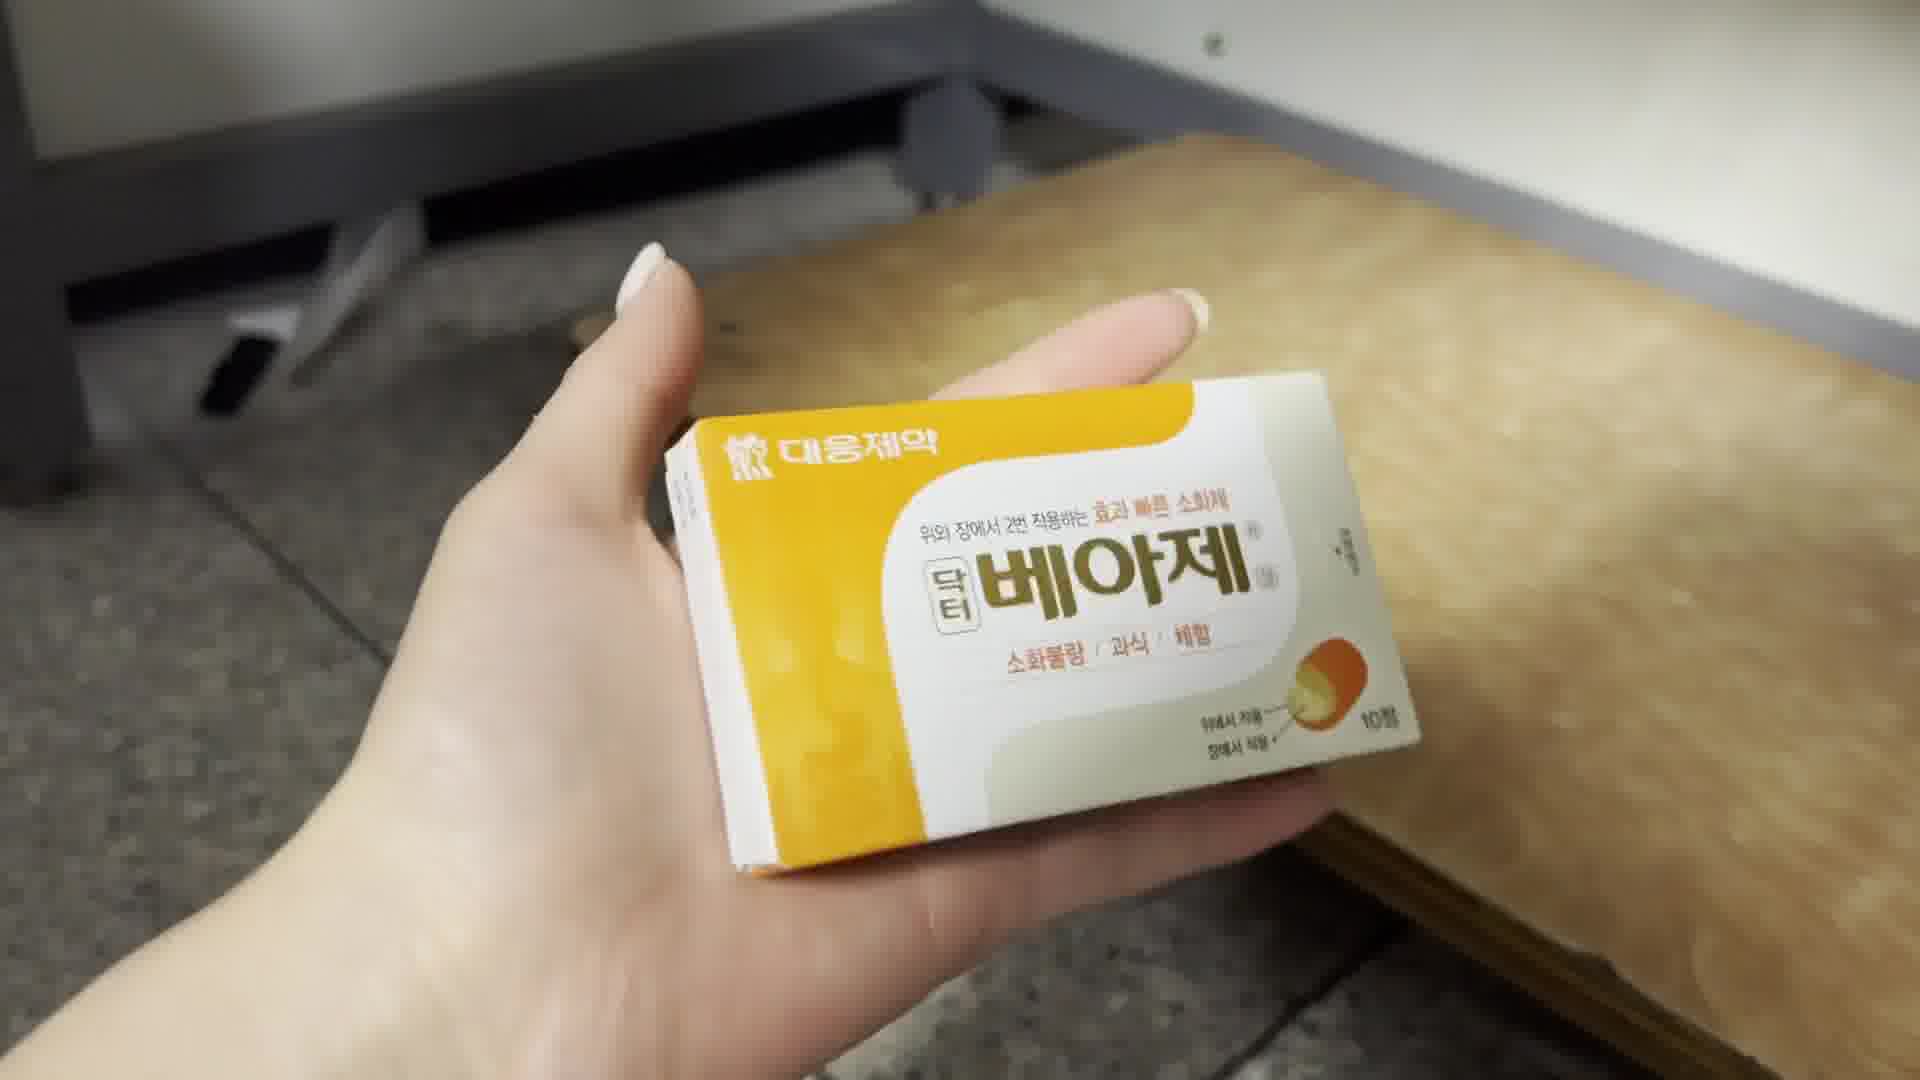 대웅제약
위와 장에서 2번 작용하는 효과 빠른 소화제
닥터 베아제
소화불량 / 과식 / 체함
위에서 작용
장에서 작용
10정